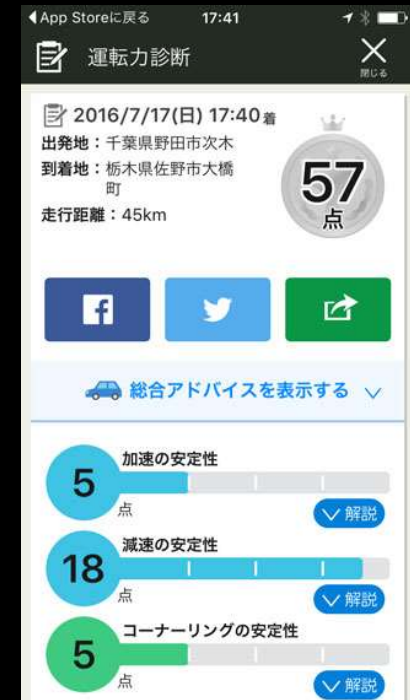 App Storeに戻る 17:41
運転力診断
閉じる
2016/7/17(日) 17:40着
出発地：千葉県野田市次木
到着地：栃木県佐野市大橋
町
走行距離：45km
57
点
総合アドバイスを表示する
加速の安定性
5
点
解説
減速の安定性
18
点
解説
コーナーリングの安定性
5
点
解説